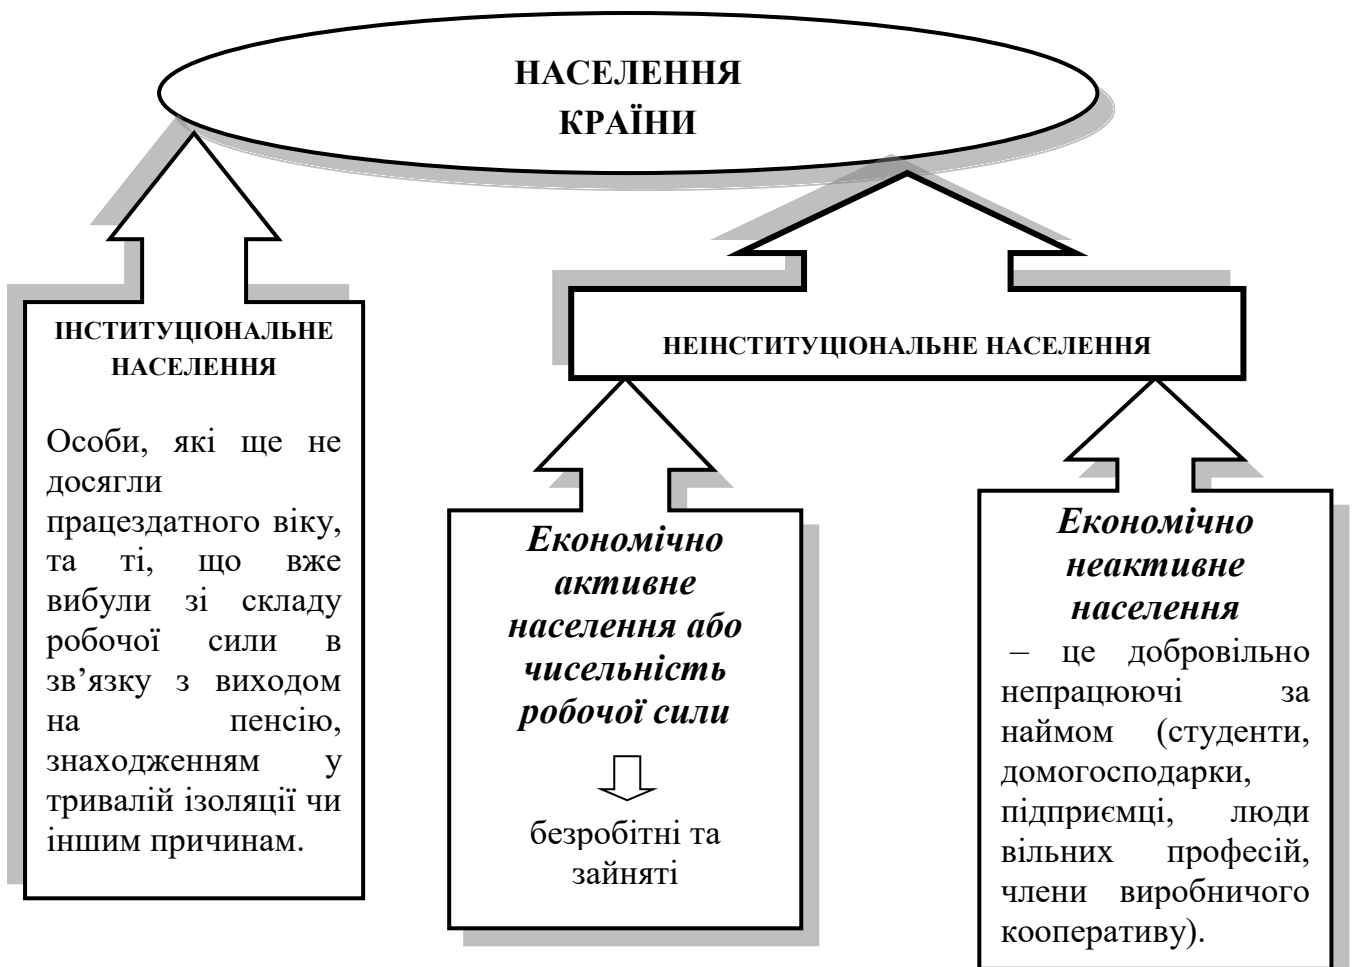 НАСЕЛЕННЯ
КРАЇНИ
ІНСТИТУЦІОНАЛЬНЕ
НАСЕЛЕННЯ
Особи, які ще не
досягли
працездатного віку,
та ті, що вже
вибули зі складу
робочої сили в
зв’язку з виходом
на пенсію,
знаходженням у
тривалій ізоляції чи
іншим причинам.
НЕІНСТИТУЦІОНАЛЬНЕ НАСЕЛЕННЯ
Економічно
активне
населення або
чисельність
робочої сили
безробітні та
зайняті
Економічно
неактивне
населення
– це добровільно
непрацюючі за
наймом (студенти,
домогосподарки,
підприємці, люди
вільних професій,
члени виробничого
кооперативу).